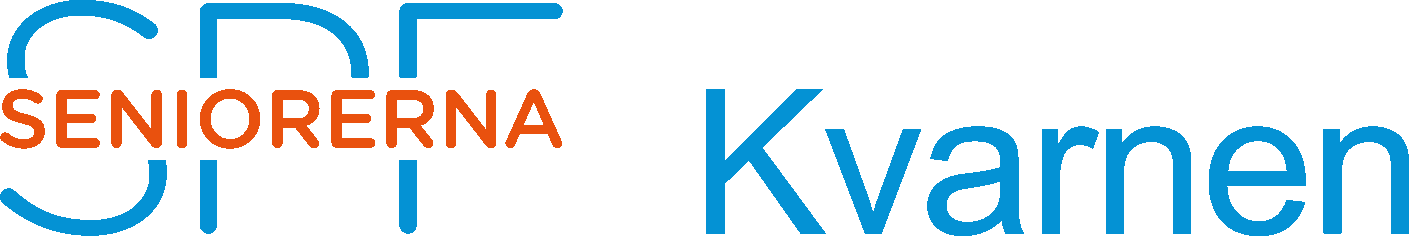 SPF
SENIORERNA
Kvarnen